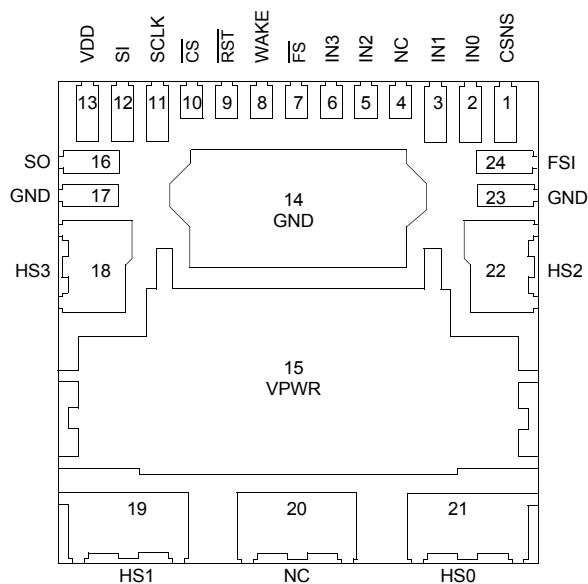 VDD SI SCLK CS RST WAKE FS IN3 IN2 NC IN1 IN0 CSNS
13 12 11 10 9 8 7 6 5 4 3 2 1
SO 16 24 FSI
GND 17 23 GND
14
GND
HS3 18 22 HS2
15
VPWR
19 20 21
HS1 NC HS0